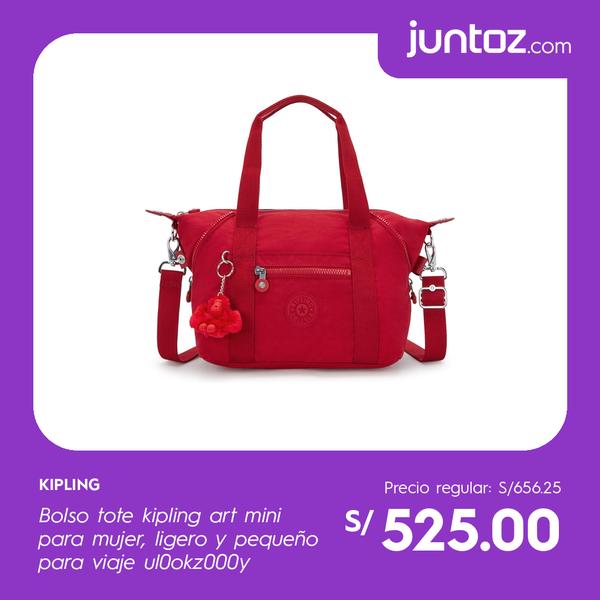 juntoz.com
KIPLING
Bolso tote kipling art mini
para mujer, ligero y pequeño
para viaje ul0okz000y
Precio regular: S/656.25
S/ 525.00